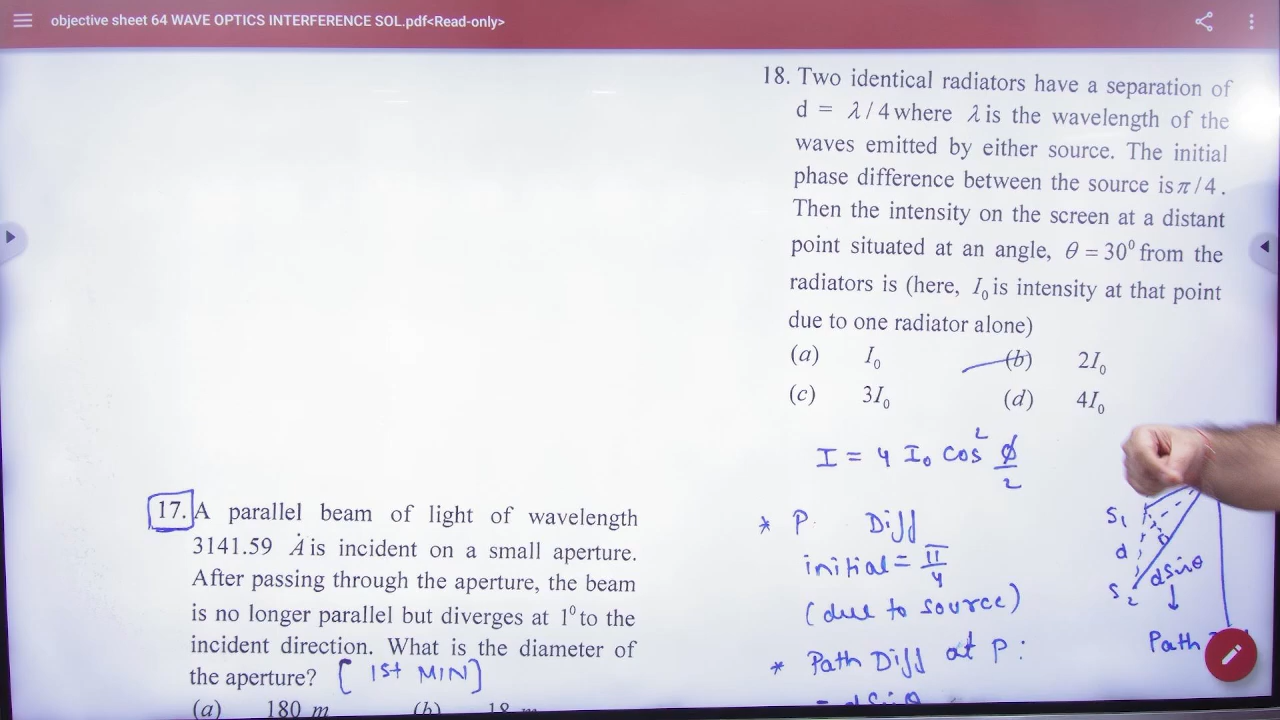 objective sheet 64 WAVE OPTICS INTERFERENCE SOL.pdf<Read-only>
18. Two identical radiators have a separation of
d = λ/4 where λ is the wavelength of the
waves emitted by either source. The initial
phase difference between the source is π/4.
Then the intensity on the screen at a distant
point situated at an angle, θ = 30⁰ from the
radiators is (here, I₀ is intensity at that point
due to one radiator alone)
(a) I₀ (b) 2I₀
(c) 3I₀ (d) 4I₀
I = 4 I₀ cos² ϕ/2
* P. Diff
initial = π/4
(due to source)
* Path Diff at P :
= dsinθ
S₁
d
S₂
dsinθ
Path
17. A parallel beam of light of wavelength
3141.59 Å is incident on a small aperture.
After passing through the aperture, the beam
is no longer parallel but diverges at 1⁰ to the
incident direction. What is the diameter of
the aperture? [1st MIN]
(a) 180 m (b) 18